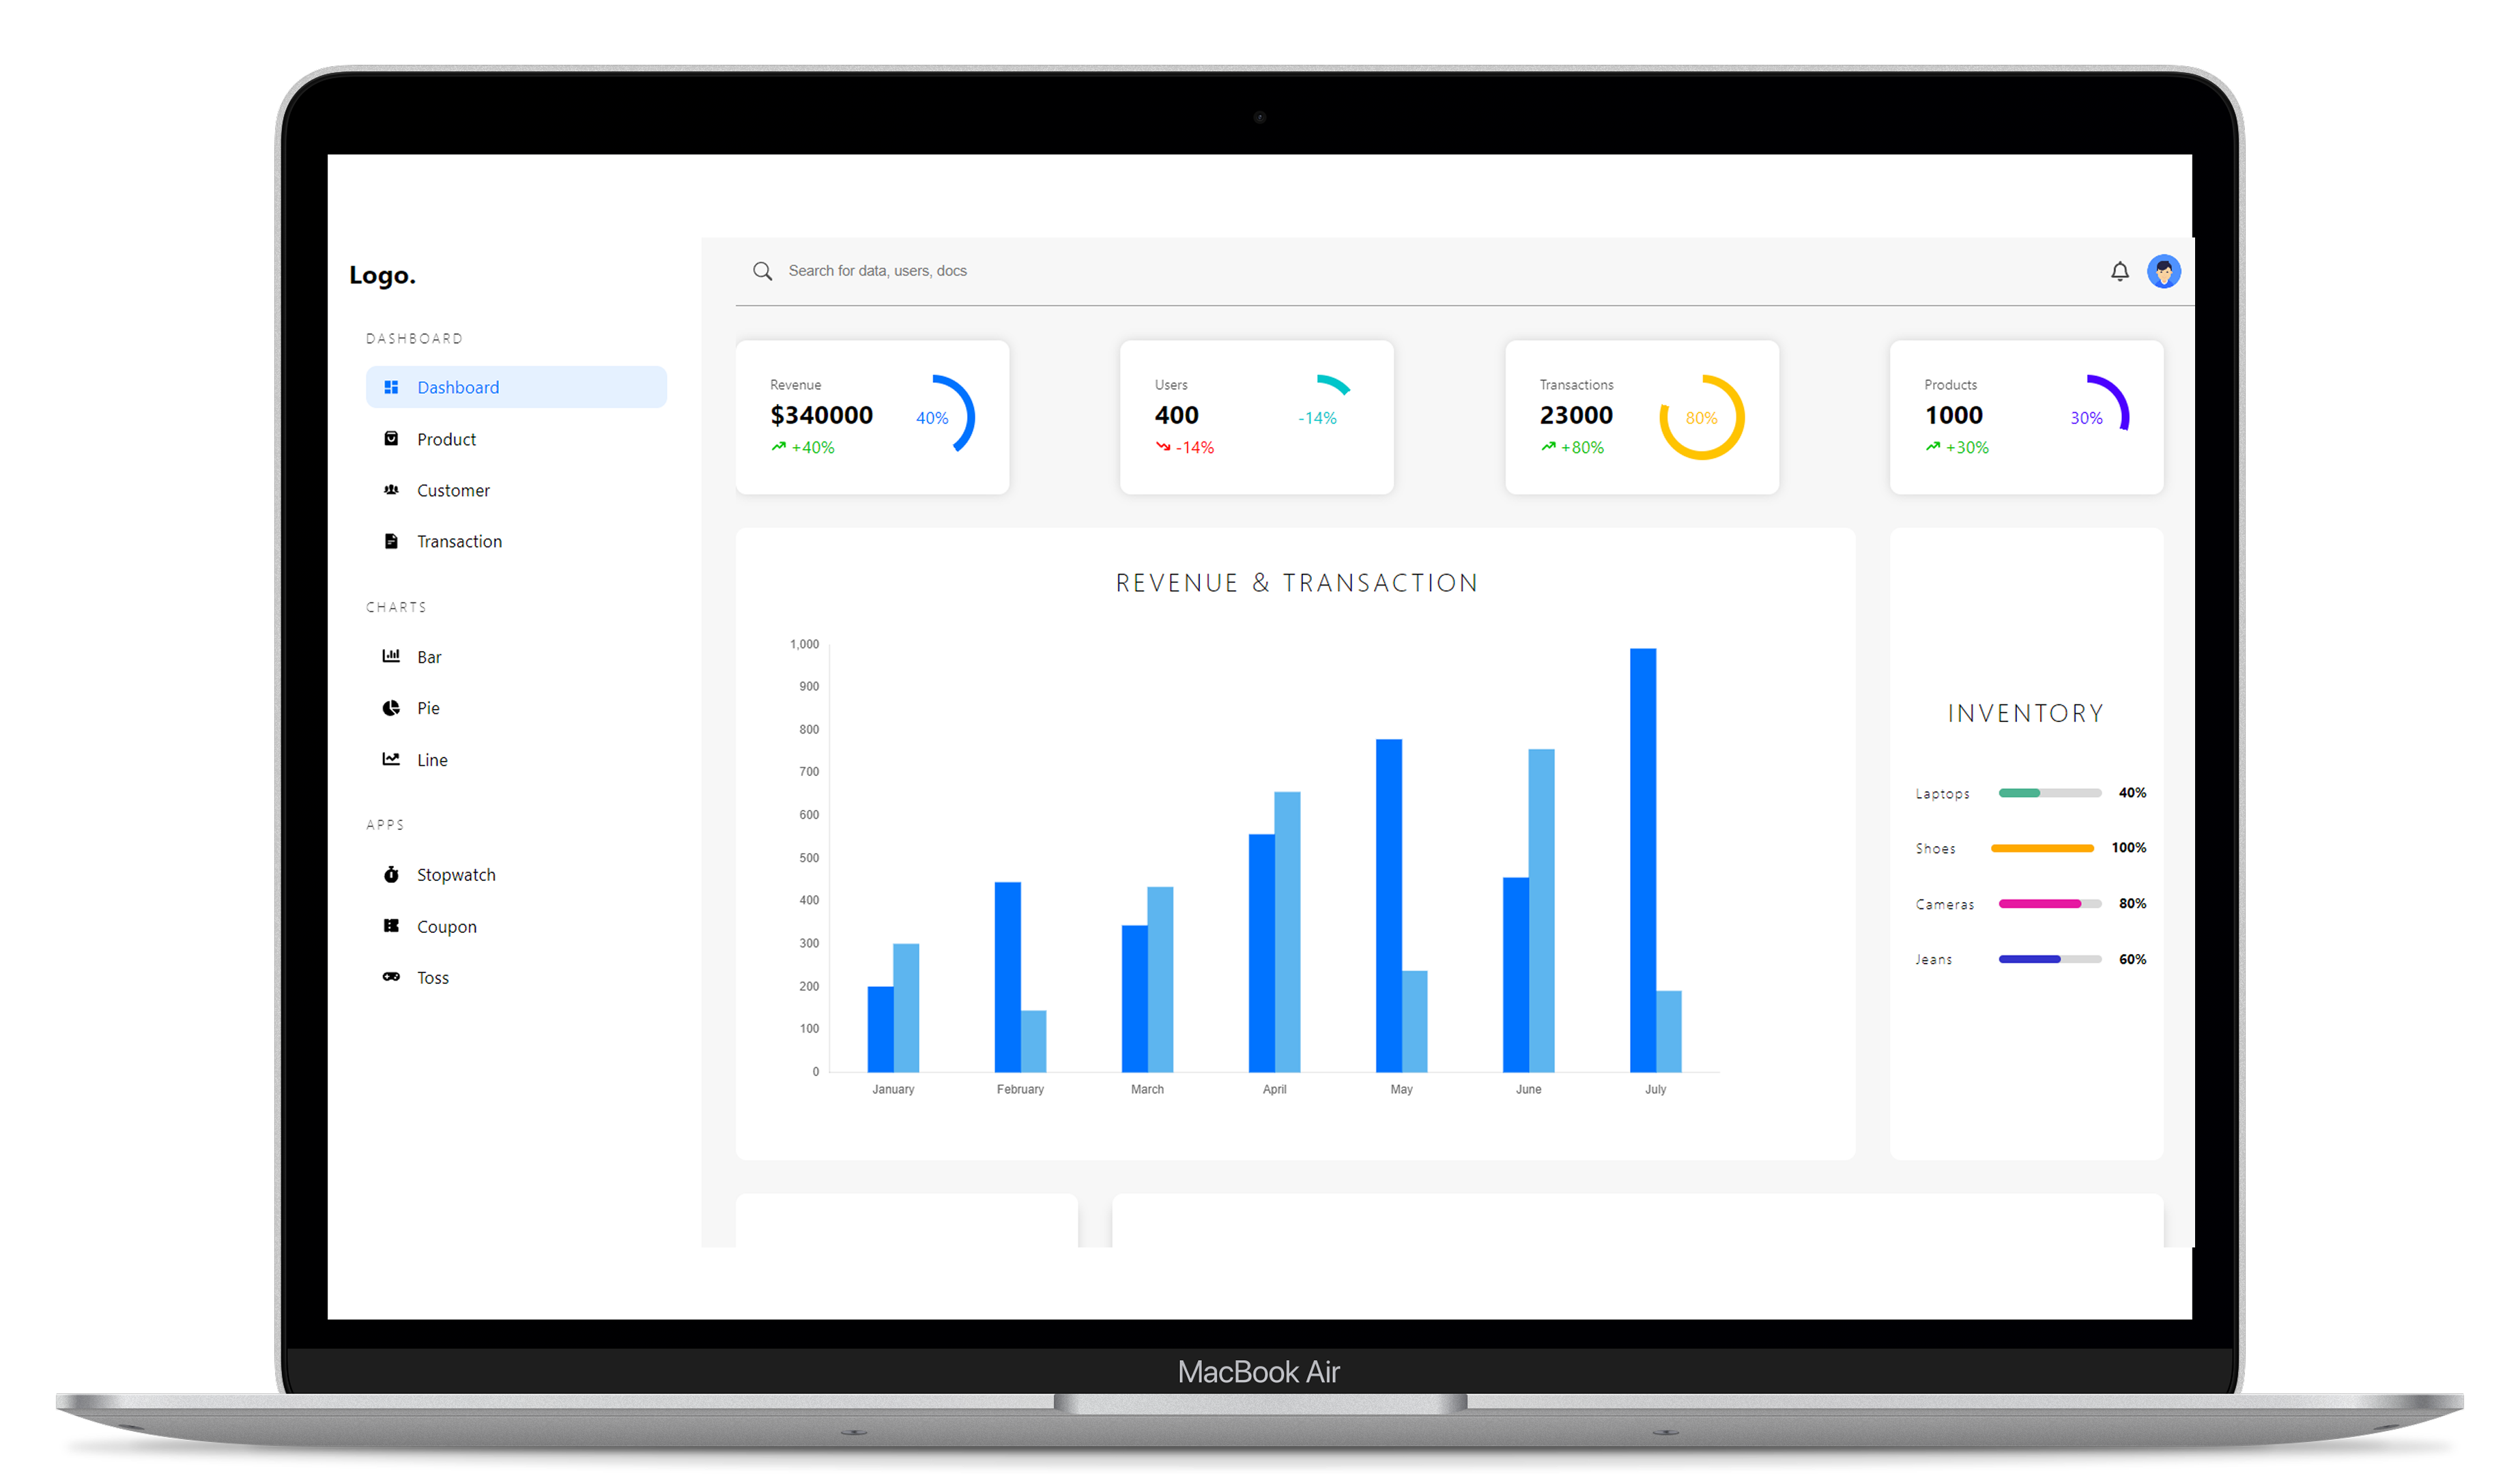 Logo.
DASHBOARD
Dashboard
Product
Customer
Transaction
CHARTS
Bar
Pie
Line
APPS
Stopwatch
Coupon
Toss
Search for data, users, docs
Revenue
$340000
+40%
40%
Users
400
-14%
-14%
Transactions
23000
+80%
80%
Products
1000
+30%
30%
REVENUE & TRANSACTION
1,000
900
800
700
600
500
400
300
200
100
0
January February March April May June July
INVENTORY
Laptops 40%
Shoes 100%
Cameras 80%
Jeans 60%
MacBook Air